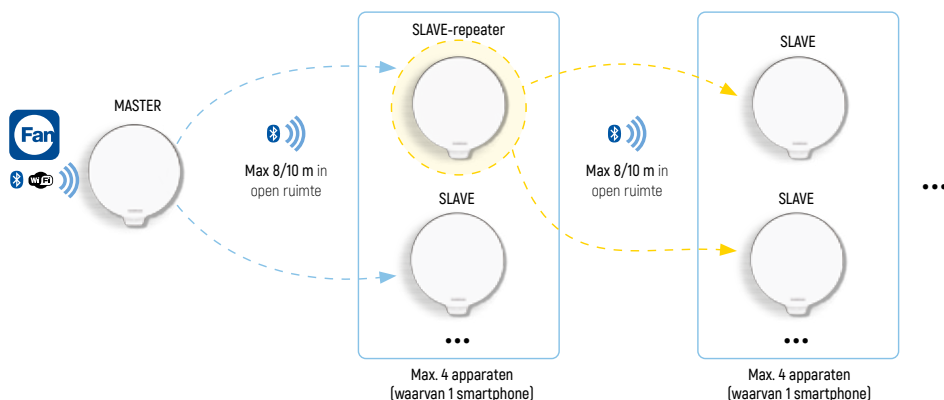 SLAVE-repeater
SLAVE
MASTER
Fan
WiFi
Max 8/10 m in
open ruimte
Max 8/10 m in
open ruimte
SLAVE
SLAVE
•••
•••
•••
Max. 4 apparaten
(waarvan 1 smartphone)
Max. 4 apparaten
(waarvan 1 smartphone)